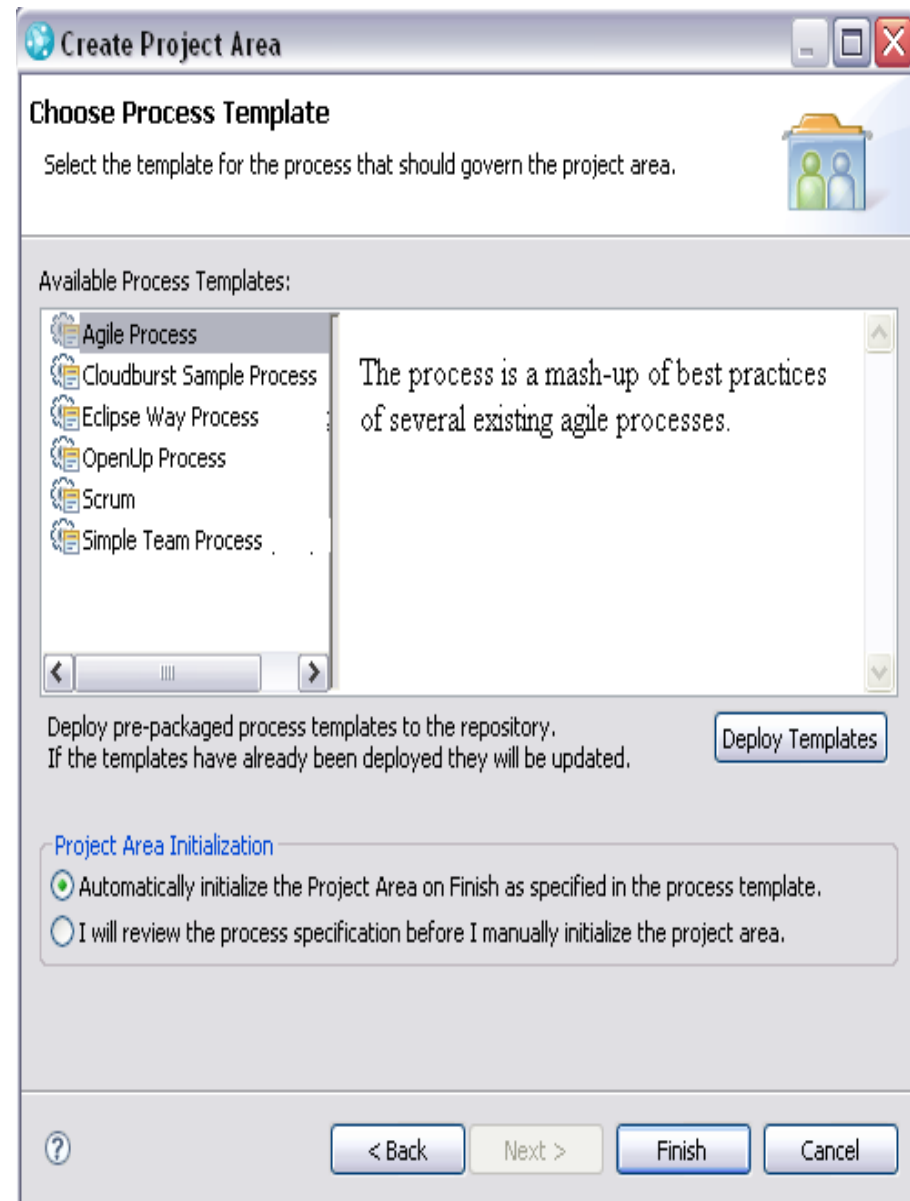 Create Project Area
Choose Process Template
Select the template for the process that should govern the project area.
Available Process Templates:
Agile Process
Cloudburst Sample Process
Eclipse Way Process
OpenUp Process
Scrum
Simple Team Process
The process is a mash-up of best practices
of several existing agile processes.
Deploy pre-packaged process templates to the repository.
If the templates have already been deployed they will be updated.
Deploy Templates
Project Area Initialization
Automatically initialize the Project Area on Finish as specified in the process template.
I will review the process specification before I manually initialize the project area.
?
< Back
Next >
Finish
Cancel